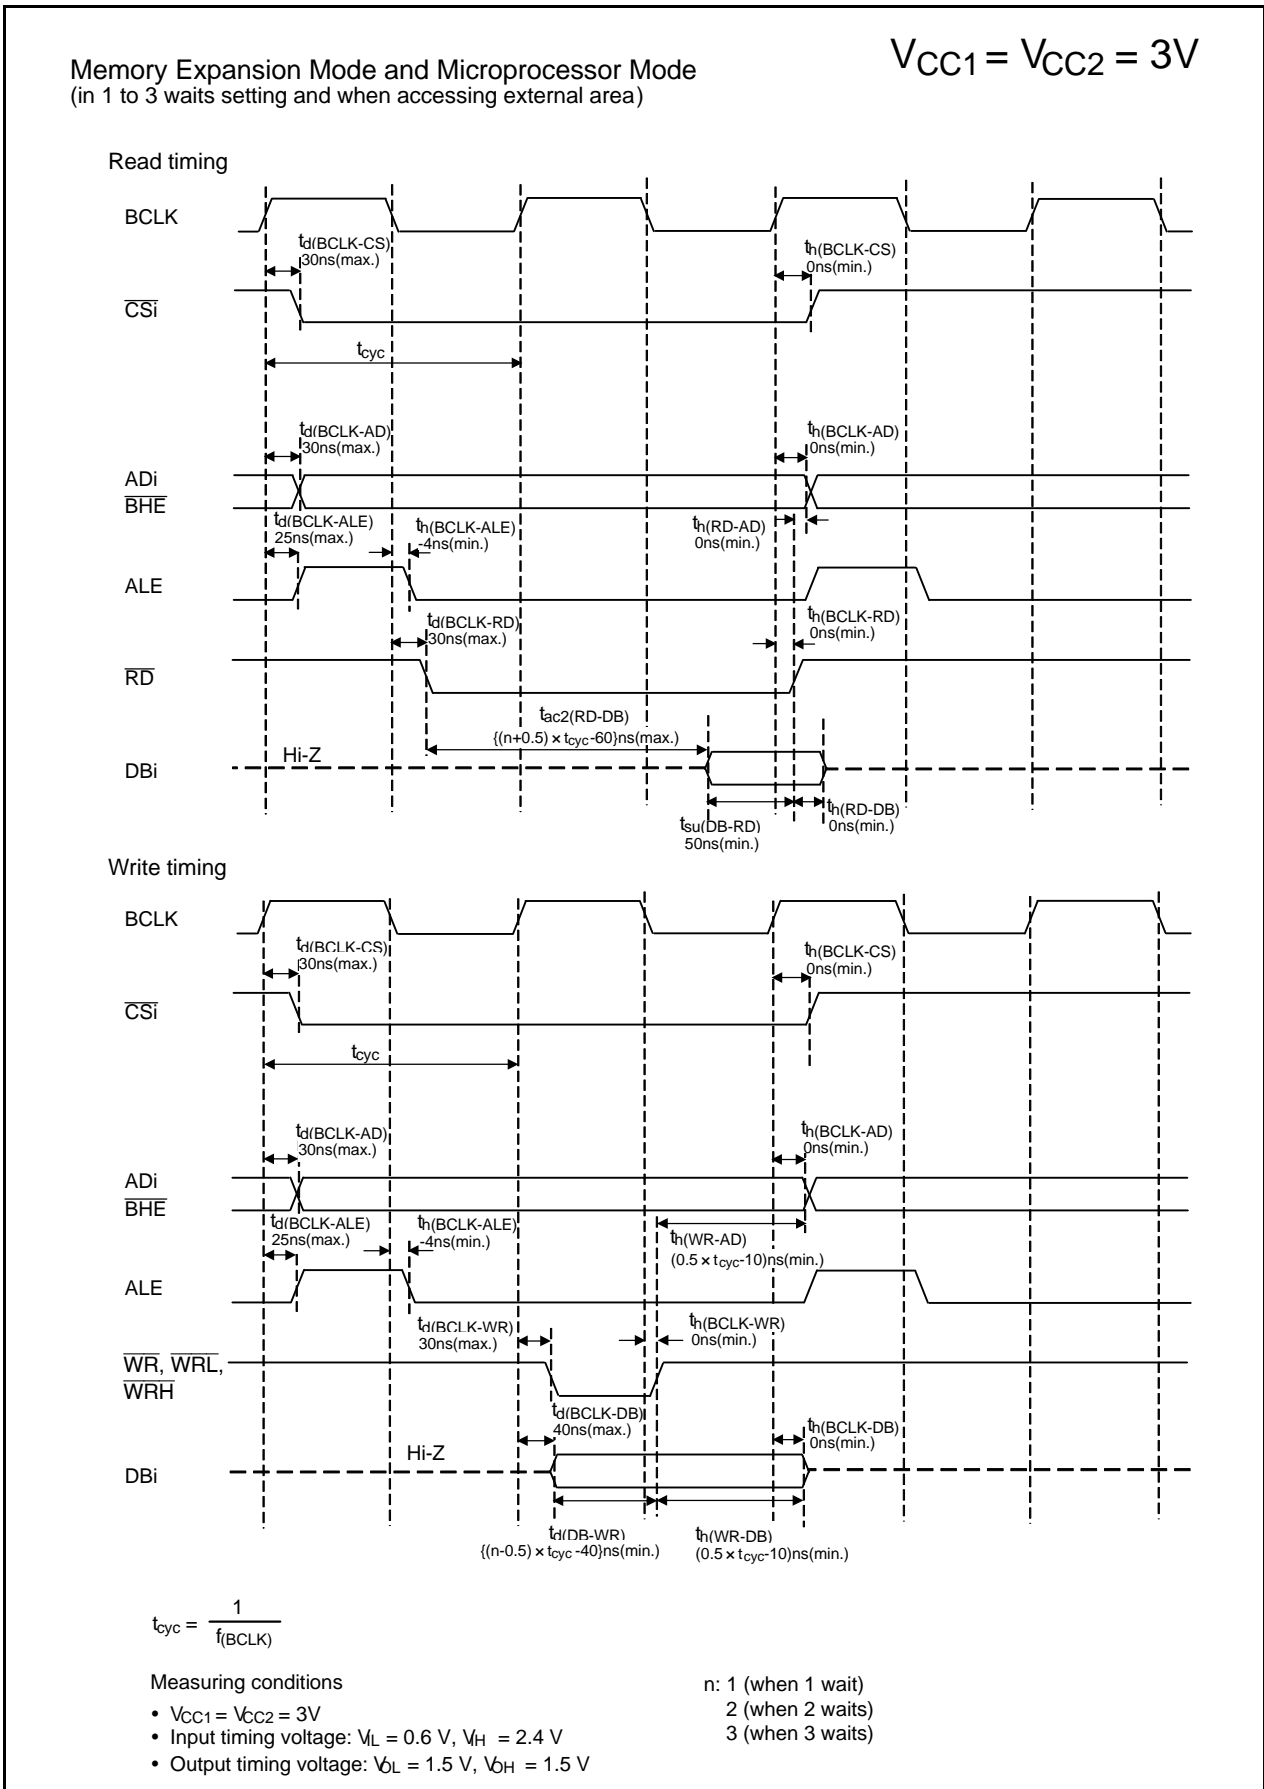 VCC1 = VCC2 = 3V
Memory Expansion Mode and Microprocessor Mode
(in 1 to 3 waits setting and when accessing external area)
Read timing
BCLK
td(BCLK-CS)
30ns(max.)
th(BCLK-CS)
0ns(min.)
CSi
tcyc
td(BCLK-AD)
30ns(max.)
th(BCLK-AD)
0ns(min.)
ADi
BHE
td(BCLK-ALE)
25ns(max.)
th(BCLK-ALE)
-4ns(min.)
th(RD-AD)
0ns(min.)
ALE
td(BCLK-RD)
30ns(max.)
th(BCLK-RD)
0ns(min.)
RD
tac2(RD-DB)
{(n+0.5) × tcyc-60}ns(max.)
Hi-Z
DBi
tsu(DB-RD)
50ns(min.)
th(RD-DB)
0ns(min.)
Write timing
BCLK
td(BCLK-CS)
30ns(max.)
th(BCLK-CS)
0ns(min.)
CSi
tcyc
td(BCLK-AD)
30ns(max.)
th(BCLK-AD)
0ns(min.)
ADi
BHE
td(BCLK-ALE)
25ns(max.)
th(BCLK-ALE)
-4ns(min.)
th(WR-AD)
(0.5 × tcyc-10)ns(min.)
ALE
td(BCLK-WR)
30ns(max.)
th(BCLK-WR)
0ns(min.)
WR, WRL,
WRH
td(BCLK-DB)
40ns(max.)
th(BCLK-DB)
0ns(min.)
Hi-Z
DBi
td(DB-WR)
{(n-0.5) × tcyc -40}ns(min.)
th(WR-DB)
(0.5 × tcyc-10)ns(min.)
tcyc = 1 / f(BCLK)
Measuring conditions
• VCC1 = VCC2 = 3V
• Input timing voltage: VIL = 0.6 V, VIH = 2.4 V
• Output timing voltage: VOL = 1.5 V, VOH = 1.5 V
n: 1 (when 1 wait)
2 (when 2 waits)
3 (when 3 waits)